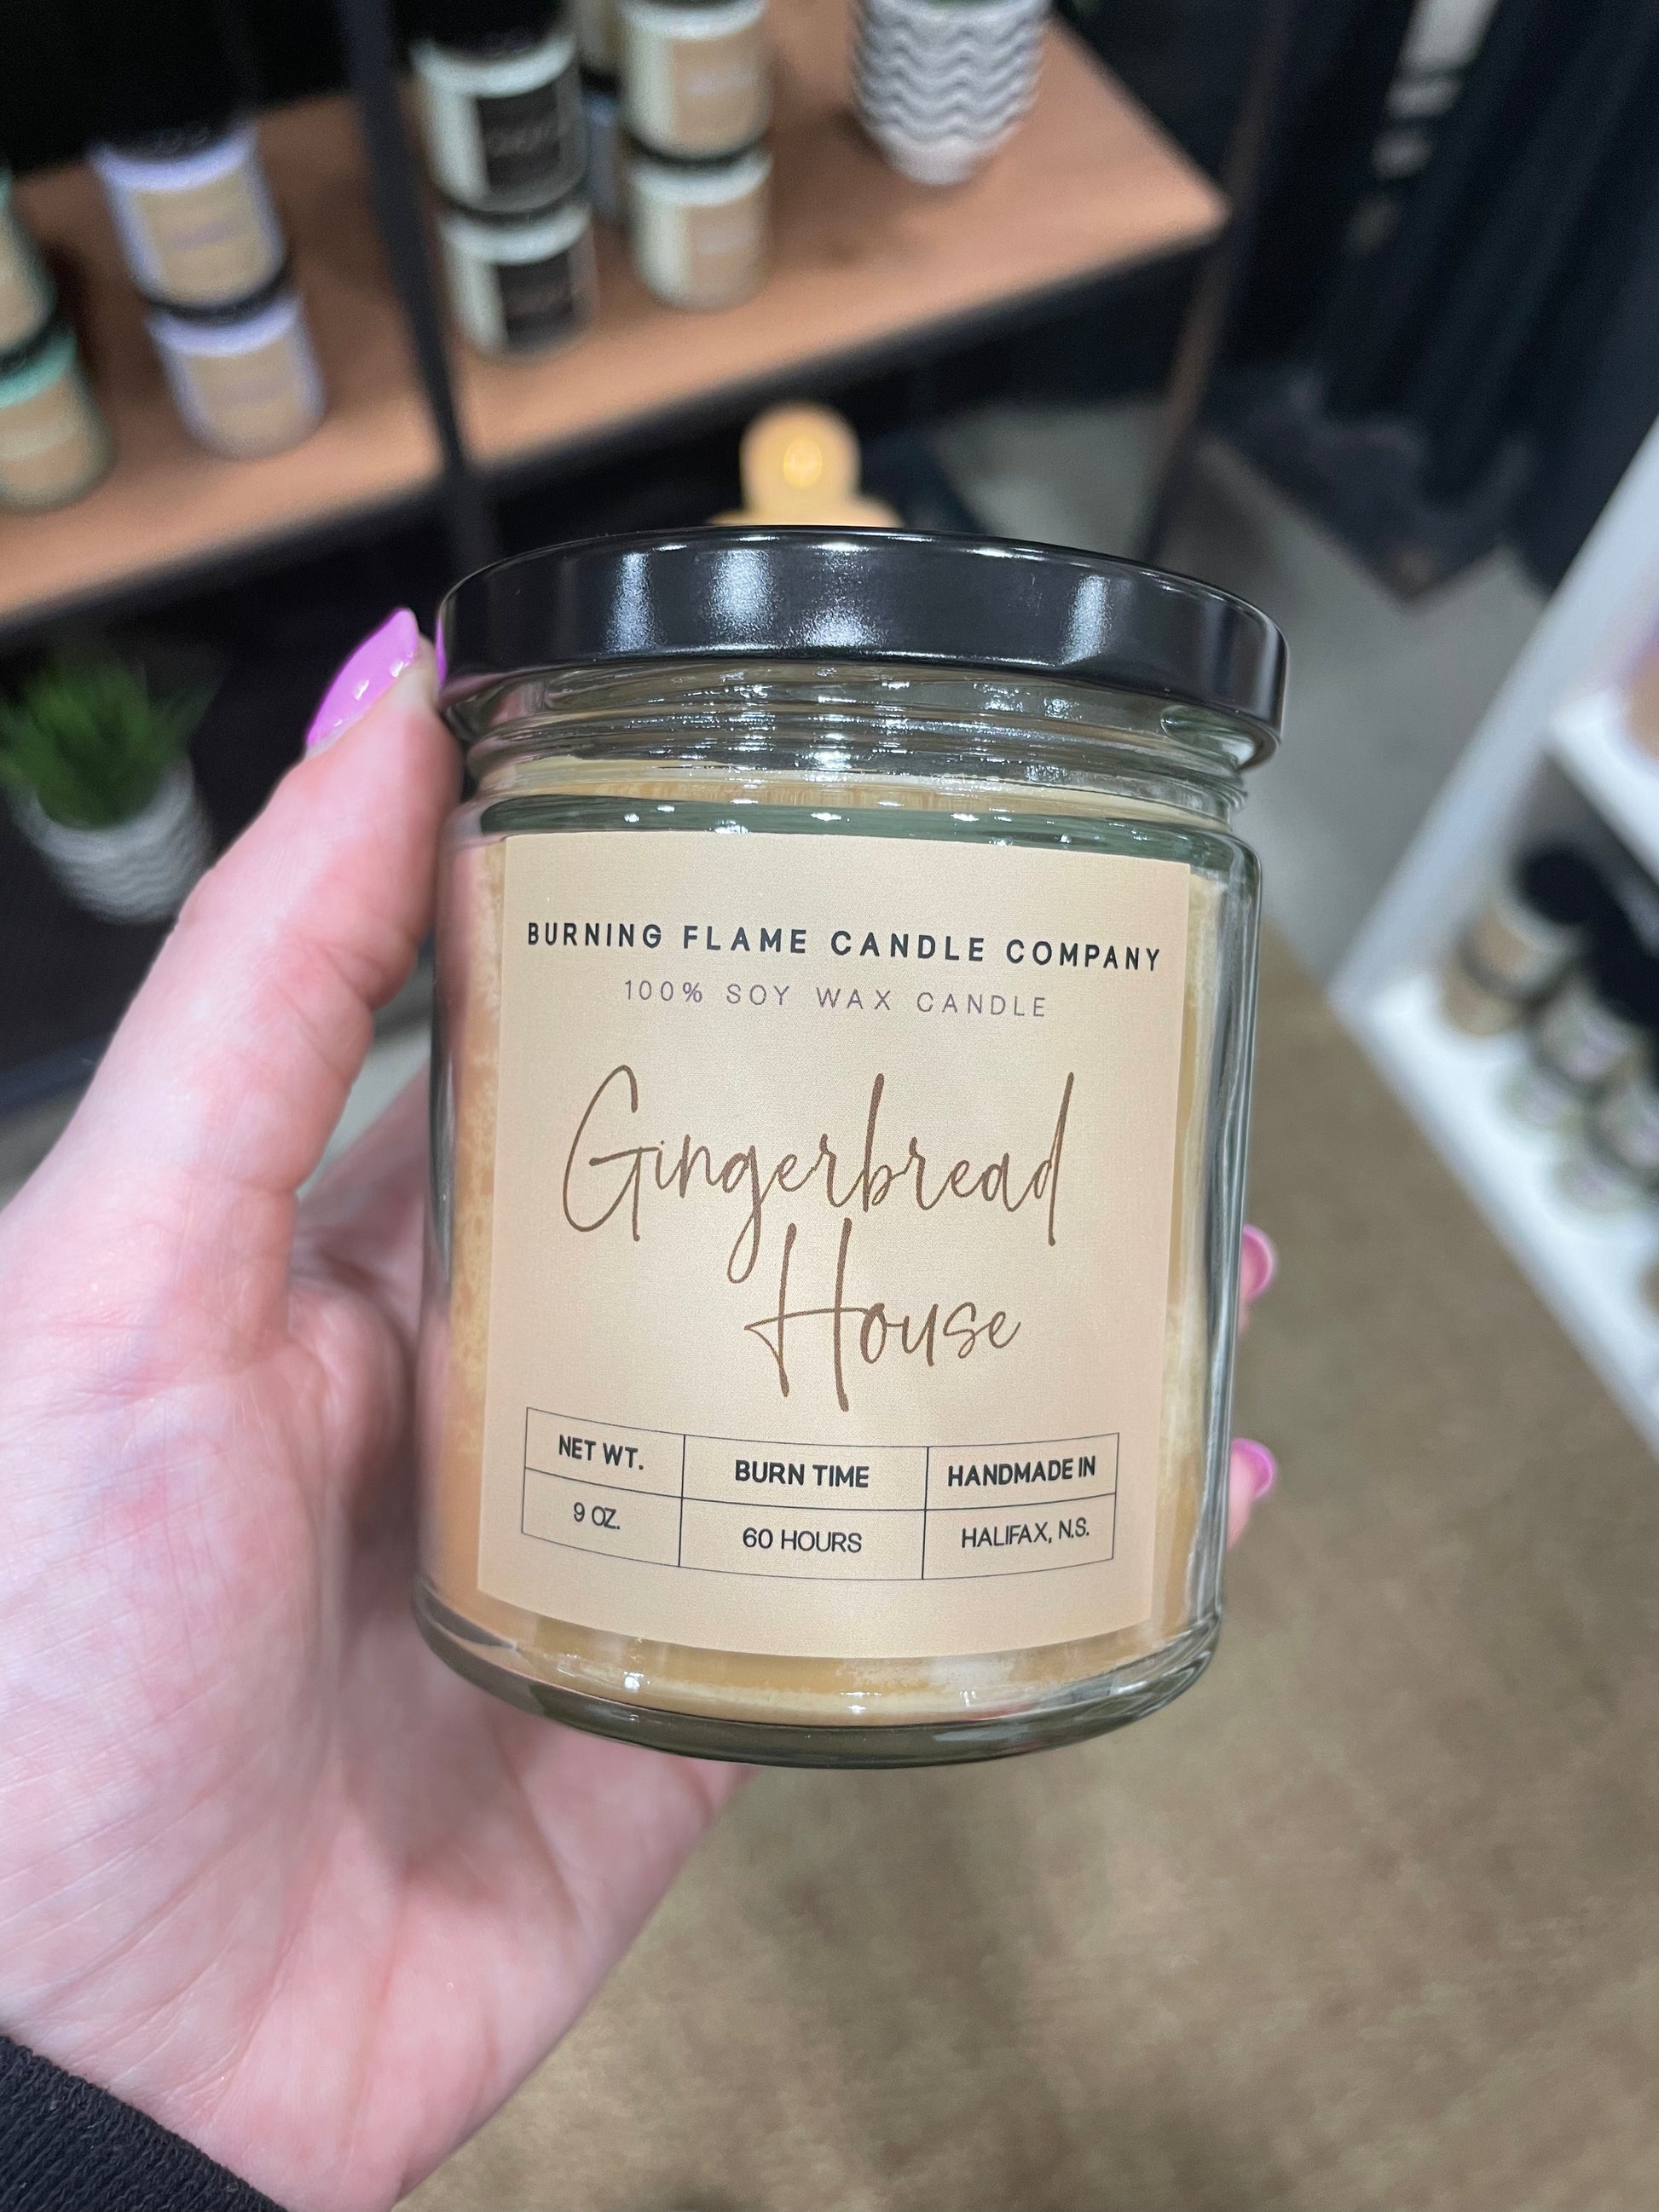 BURNING FLAME CANDLE COMPANY
100% SOY WAX CANDLE
Gingerbread
House
NET WT. BURN TIME HANDMADE IN
9 OZ. 60 HOURS HALIFAX, N.S.